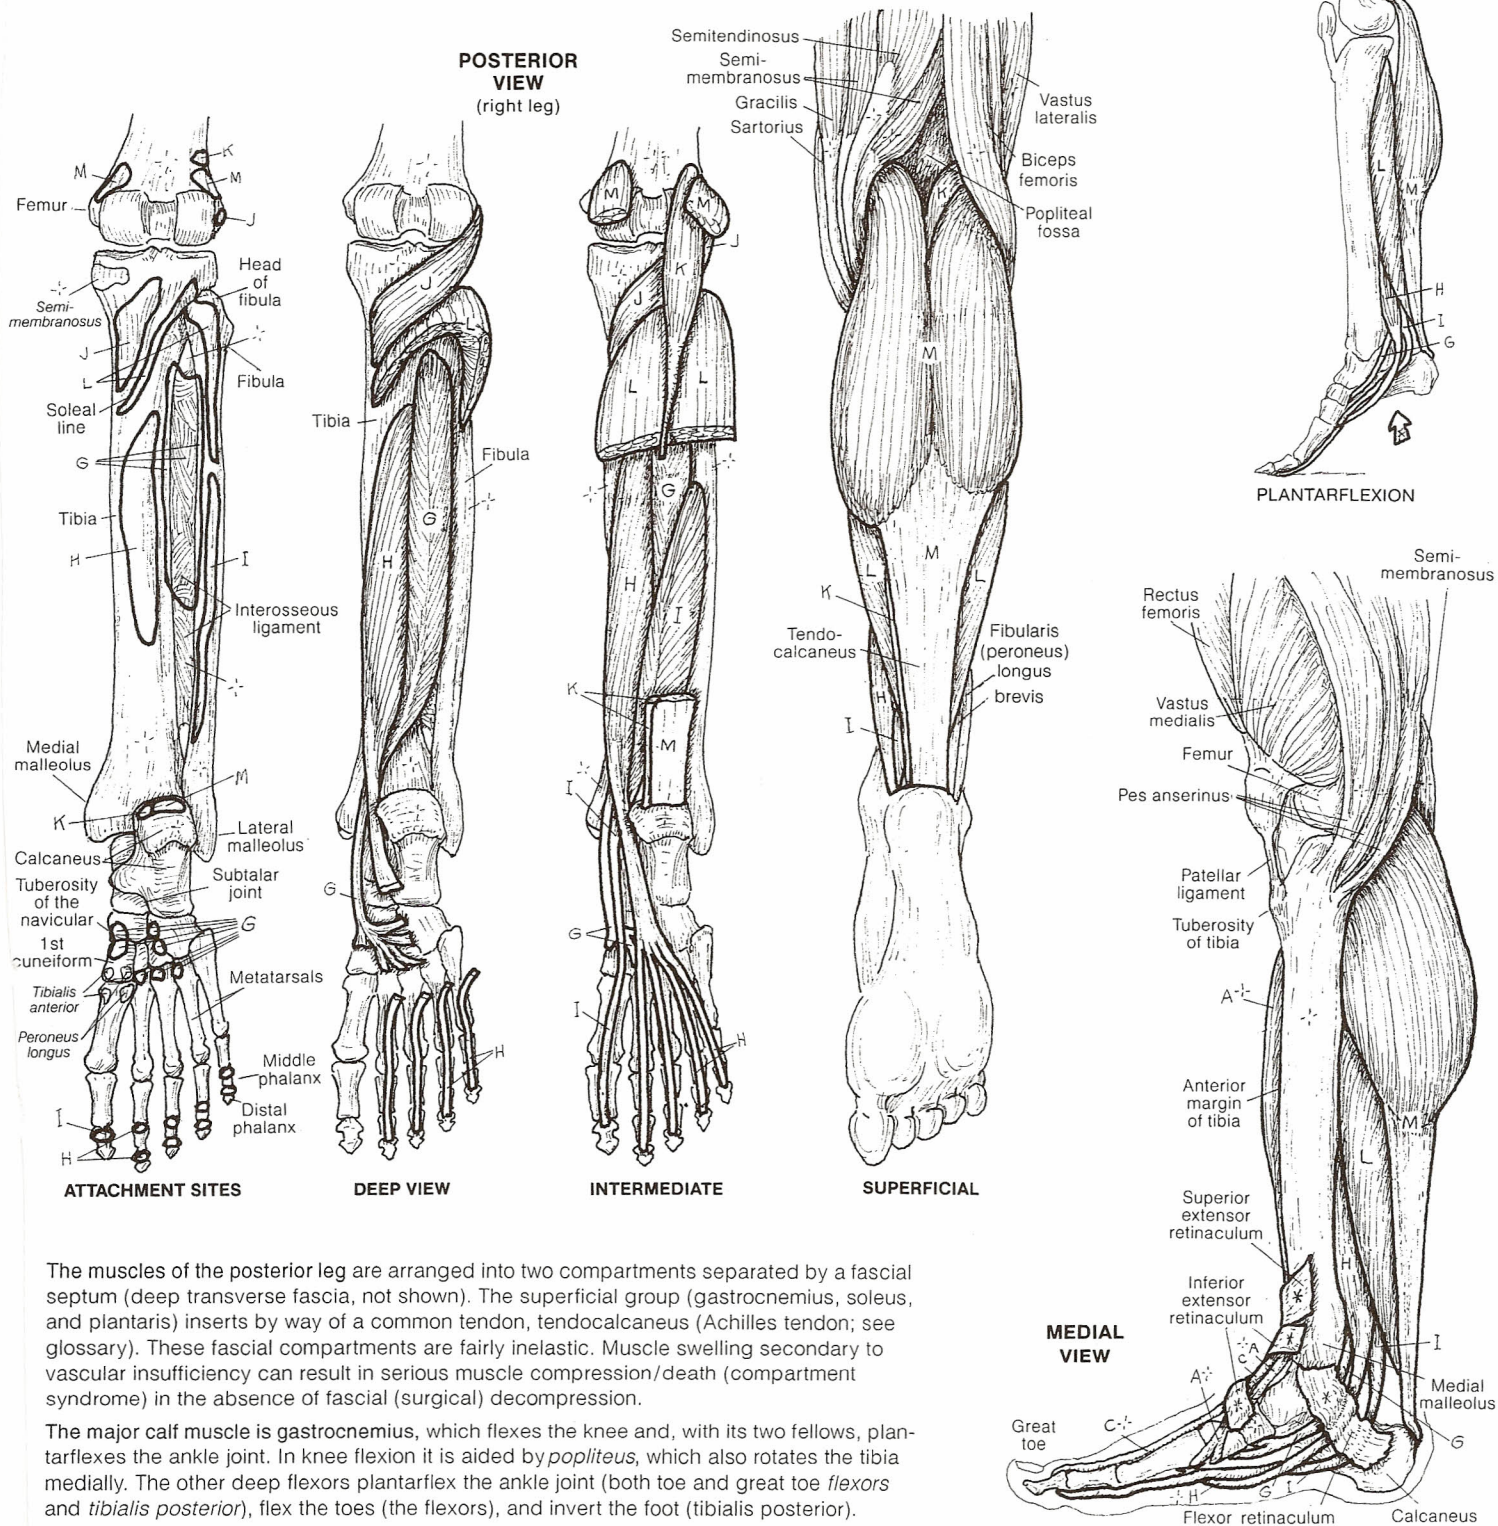 POSTERIOR
VIEW
(right leg)
K
M
M
Femur
J
Head
of
fibula
Semi-
membranosus
J
L
Fibula
Soleal
line
G
Tibia
H
I
Interosseous
ligament
Medial
malleolus
M
K
Lateral
malleolus
Calcaneus
Subtalar
joint
Tuberosity
of the
navicular
G
1st
cuneiform
Metatarsals
Tibialis
anterior
Peroneus
longus
Middle
phalanx
I
Distal
phalanx
H
ATTACHMENT SITES
J
L
Tibia
Fibula
G
H
G
H
DEEP VIEW
M
M
J
K
J
L
L
G
H
I
K
M
I
G
I
H
INTERMEDIATE
Semitendinosus
Semi-
membranosus
Gracilis
Sartorius
Vastus
lateralis
Biceps
femoris
K
Popliteal
fossa
M
M
L
L
K
Tendo-
calcaneus
Fibularis
(peroneus)
longus
brevis
H
I
SUPERFICIAL
L
M
H
I
G
PLANTARFLEXION
Semi-
membranosus
Rectus
femoris
Vastus
medialis
Femur
Pes anserinus
Patellar
ligament
Tuberosity
of tibia
A
Anterior
margin
of tibia
M
L
Superior
extensor
retinaculum
H
Inferior
extensor
retinaculum
MEDIAL
VIEW
I
A
C
A
Medial
malleolus
C
Great
toe
G
H
G
I
Flexor retinaculum
Calcaneus
The muscles of the posterior leg are arranged into two compartments separated by a fascial
septum (deep transverse fascia, not shown). The superficial group (gastrocnemius, soleus,
and plantaris) inserts by way of a common tendon, tendocalcaneus (Achilles tendon; see
glossary). These fascial compartments are fairly inelastic. Muscle swelling secondary to
vascular insufficiency can result in serious muscle compression/death (compartment
syndrome) in the absence of fascial (surgical) decompression.
The major calf muscle is gastrocnemius, which flexes the knee and, with its two fellows, plan-
tarflexes the ankle joint. In knee flexion it is aided by popliteus, which also rotates the tibia
medially. The other deep flexors plantarflex the ankle joint (both toe and great toe flexors
and tibialis posterior), flex the toes (the flexors), and invert the foot (tibialis posterior).